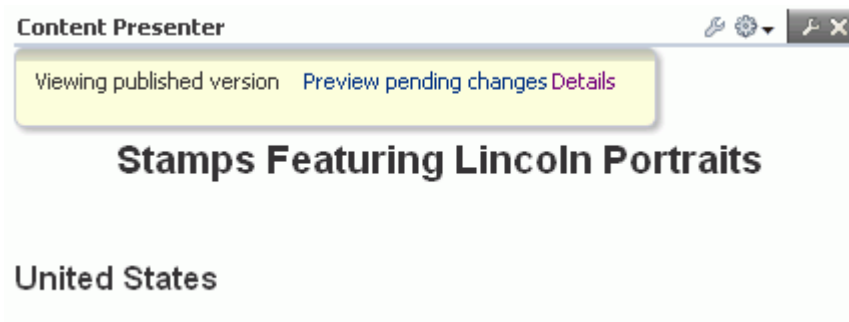 Content Presenter
Viewing published version Preview pending changes Details
Stamps Featuring Lincoln Portraits
United States